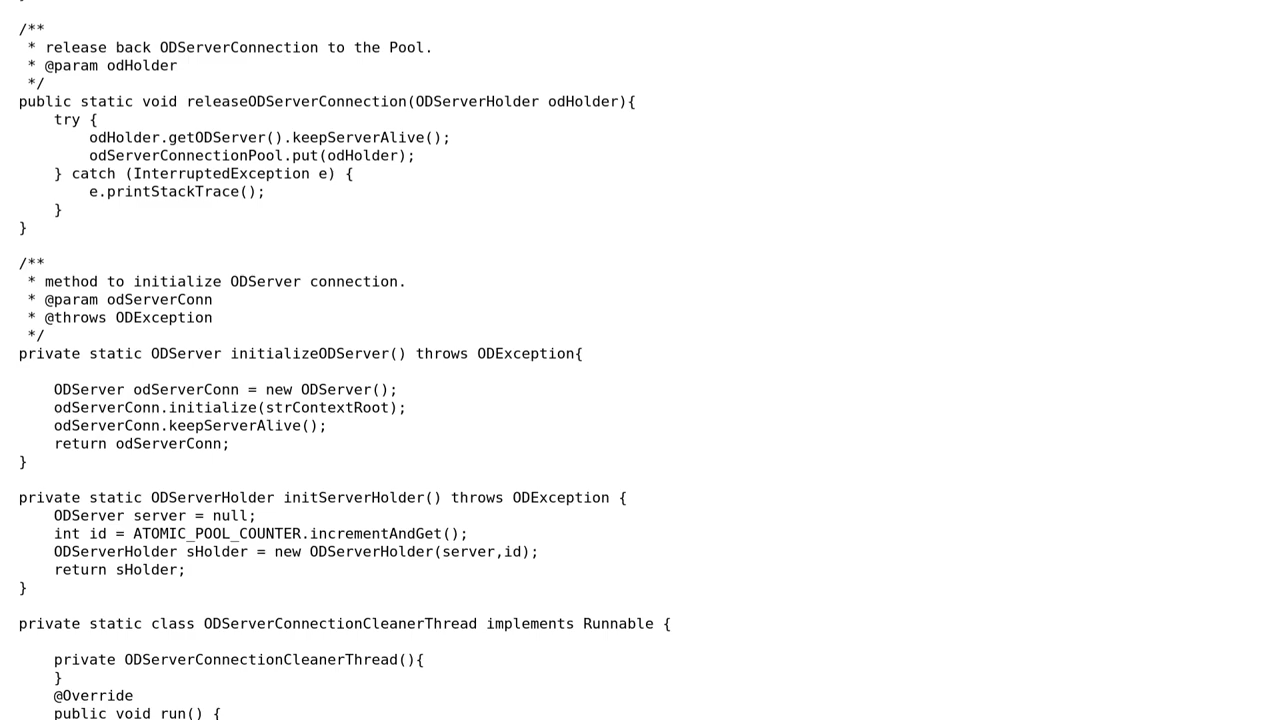 /**
 * release back ODServerConnection to the Pool.
 * @param odHolder
 */
public static void releaseODServerConnection(ODServerHolder odHolder){
    try {
        odHolder.getODServer().keepServerAlive();
        odServerConnectionPool.put(odHolder);
    } catch (InterruptedException e) {
        e.printStackTrace();
    }
}

/**
 * method to initialize ODServer connection.
 * @param odServerConn
 * @throws ODException
 */
private static ODServer initializeODServer() throws ODException{

    ODServer odServerConn = new ODServer();
    odServerConn.initialize(strContextRoot);
    odServerConn.keepServerAlive();
    return odServerConn;
}

private static ODServerHolder initServerHolder() throws ODException {
    ODServer server = null;
    int id = ATOMIC_POOL_COUNTER.incrementAndGet();
    ODServerHolder sHolder = new ODServerHolder(server,id);
    return sHolder;
}

private static class ODServerConnectionCleanerThread implements Runnable {

    private ODServerConnectionCleanerThread(){
    }
    @Override
    public void run() {